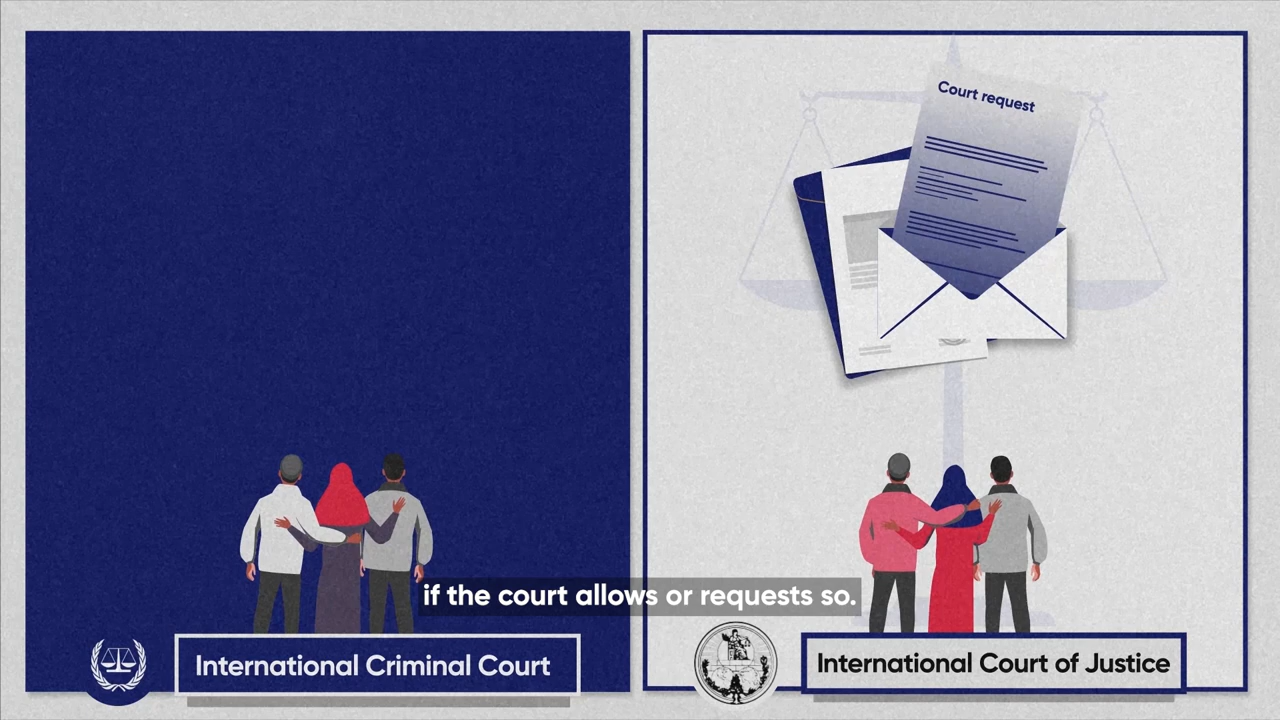 Court request
if the court allows or requests so.
International Criminal Court
International Court of Justice